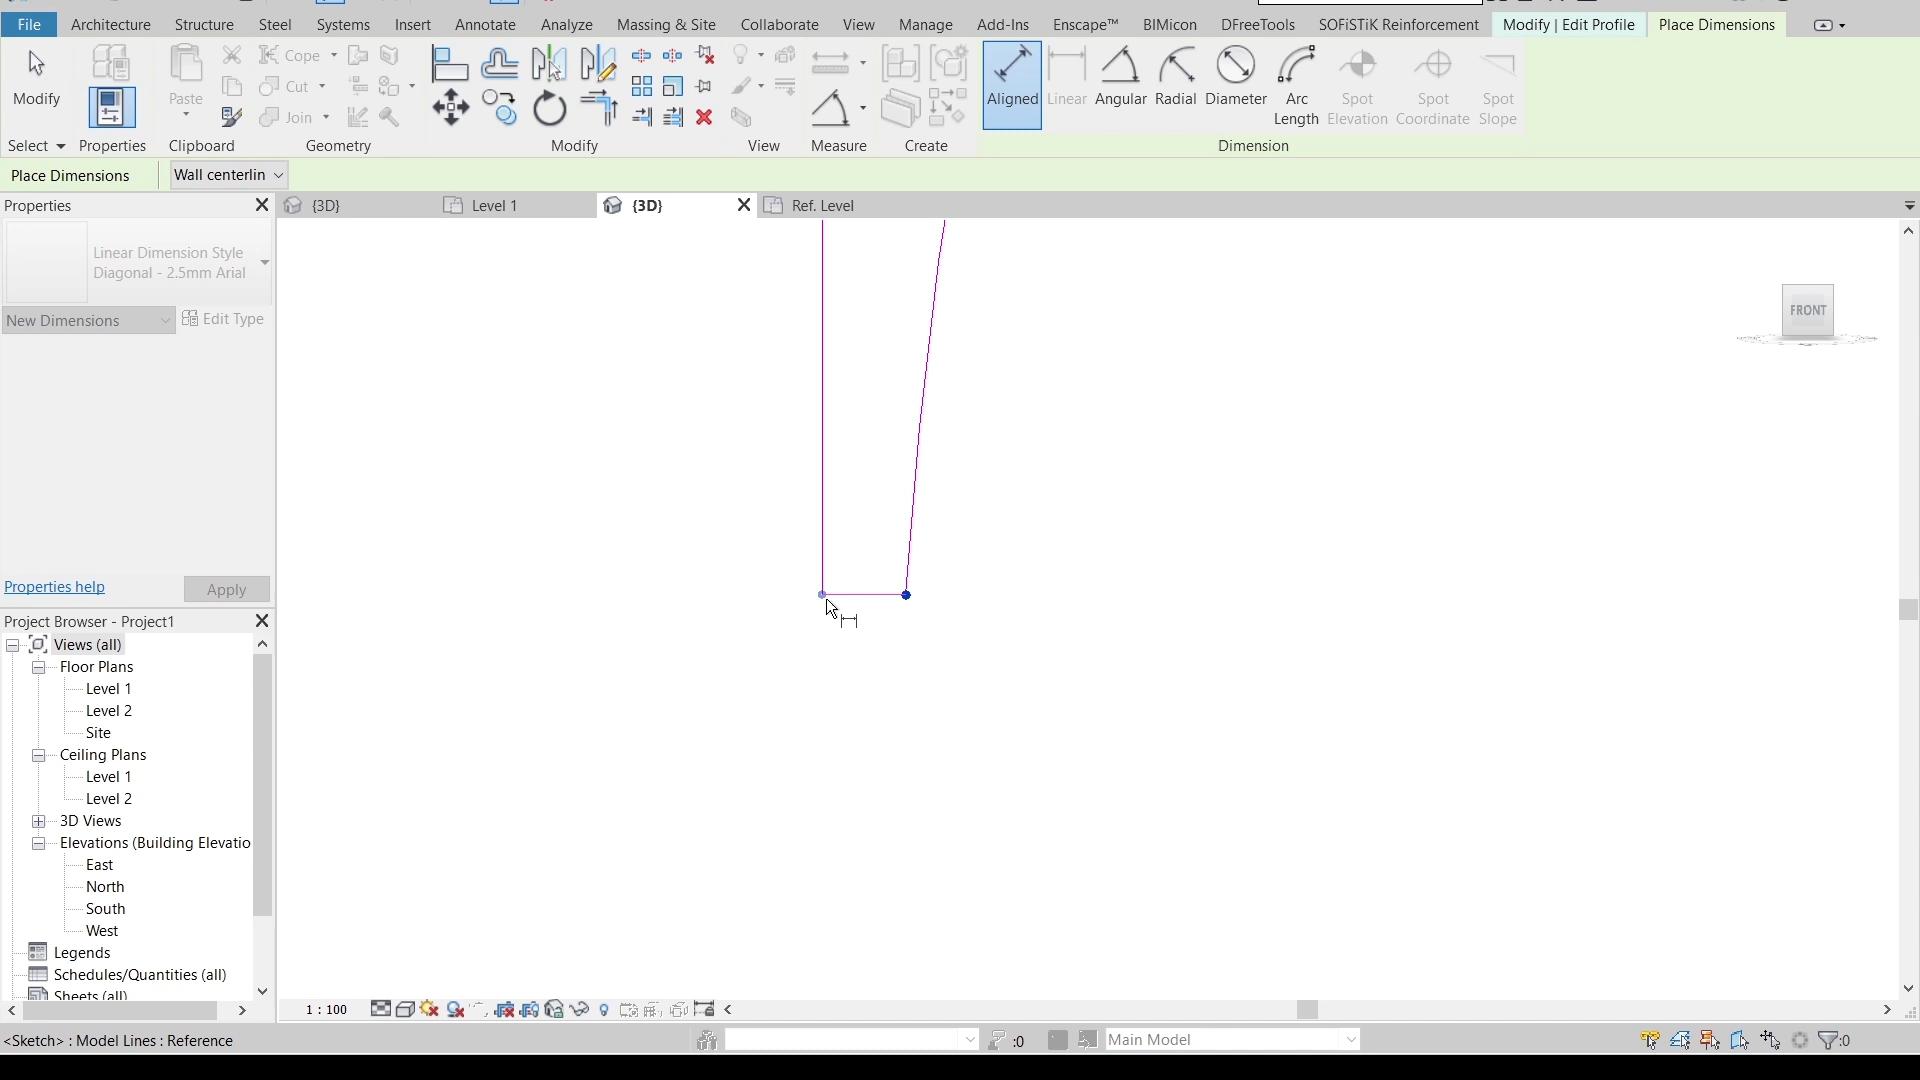 File Architecture Structure Steel Systems Insert Annotate Analyze Massing & Site Collaborate View Manage Add-Ins Enscape™ BIMicon DFreeTools SOFiSTiK Reinforcement Modify | Edit Profile Place Dimensions
Modify Paste Cope Cut Join Aligned Linear Angular Radial Diameter Arc Length Spot Elevation Spot Coordinate Spot Slope
Select Properties Clipboard Geometry Modify View Measure Create Dimension
Place Dimensions Wall centerlin
Properties {3D} Level 1 {3D} Ref. Level
Linear Dimension Style
Diagonal - 2.5mm Arial
New Dimensions Edit Type
FRONT
Properties help Apply
Project Browser - Project1
Views (all)
Floor Plans
Level 1
Level 2
Site
Ceiling Plans
Level 1
Level 2
3D Views
Elevations (Building Elevatio
East
North
South
West
Legends
Schedules/Quantities (all)
Sheets (all)
1 : 100
<Sketch> : Model Lines : Reference :0 Main Model :0